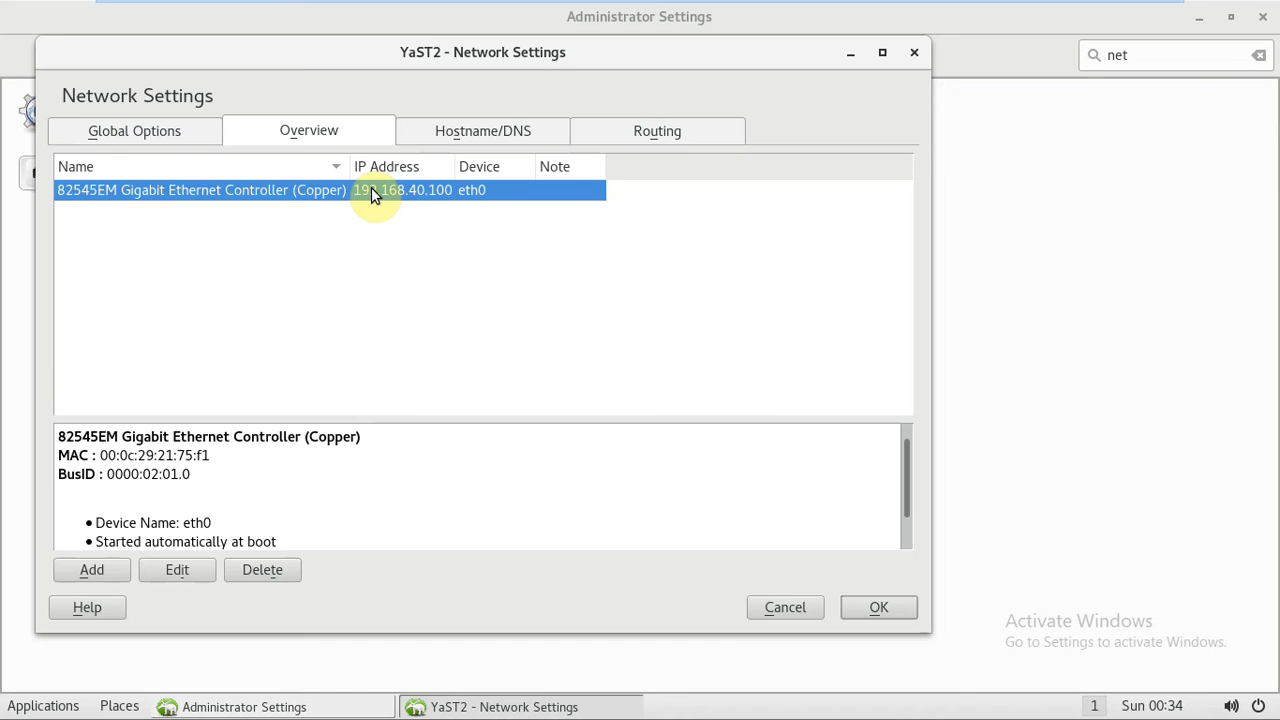 Administrator Settings
YaST2 - Network Settings
net
Network Settings
Global Options
Overview
Hostname/DNS
Routing
Name
IP Address
Device
Note
82545EM Gigabit Ethernet Controller (Copper) 192.168.40.100 eth0
82545EM Gigabit Ethernet Controller (Copper)
MAC : 00:0c:29:21:75:f1
BusID : 0000:02:01.0
• Device Name: eth0
• Started automatically at boot
Add
Edit
Delete
Help
Cancel
OK
Activate Windows
Go to Settings to activate Windows.
Applications
Places
Administrator Settings
YaST2 - Network Settings
1
Sun 00:34